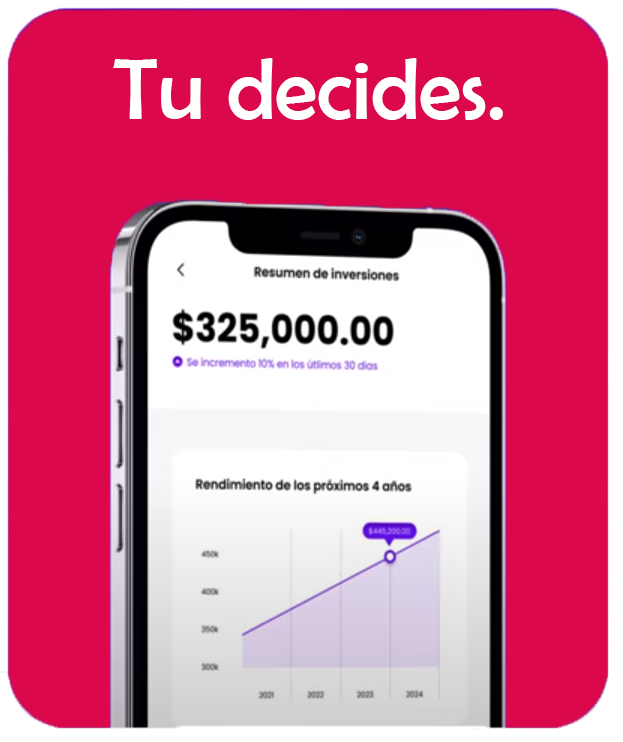 Tu decides.
Resumen de inversiones
$325,000.00
Se incremento 10% en los útlimos 30 días
Rendimiento de los próximos 4 años
$445,200.00
450k
400k
350k
300k
2021 2022 2023 2024